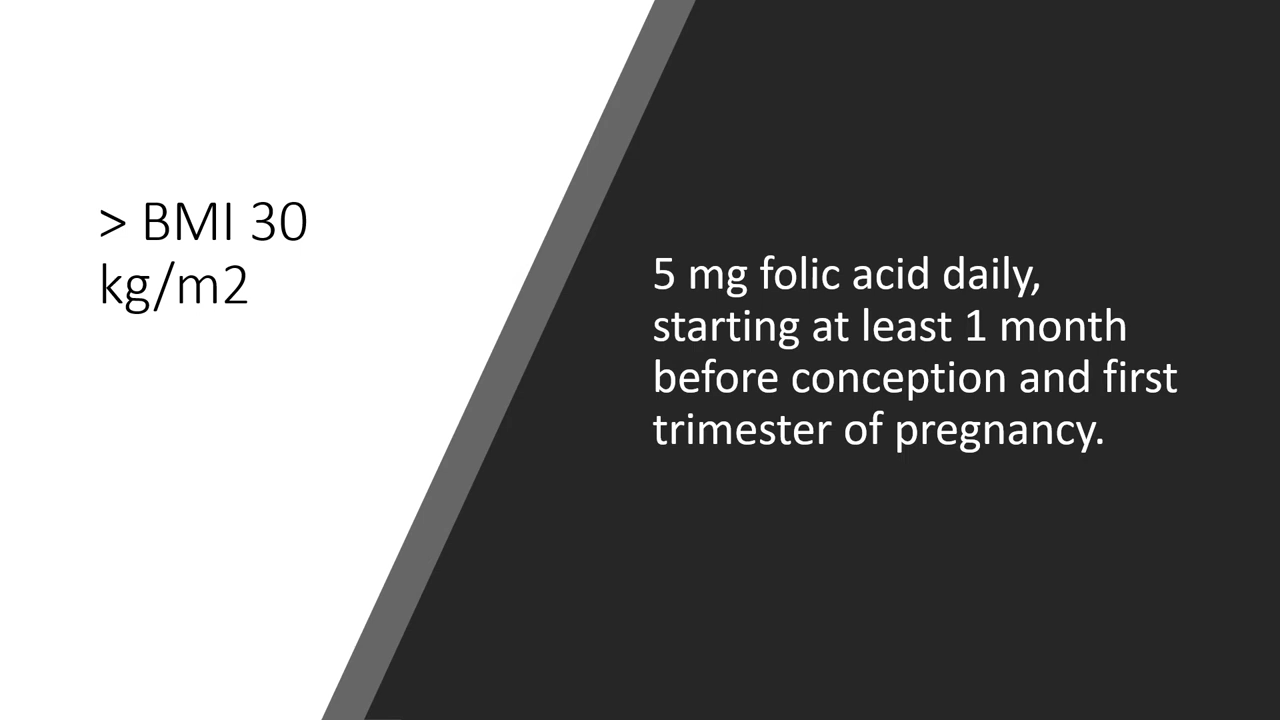 > BMI 30
kg/m2
5 mg folic acid daily,
starting at least 1 month
before conception and first
trimester of pregnancy.